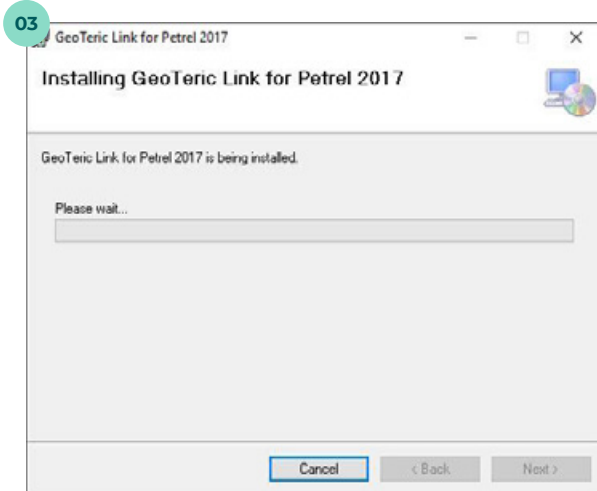 03
GeoTeric Link for Petrel 2017
Installing GeoTeric Link for Petrel 2017
GeoTeric Link for Petrel 2017 is being installed.
Please wait...
Cancel
< Back
Next >